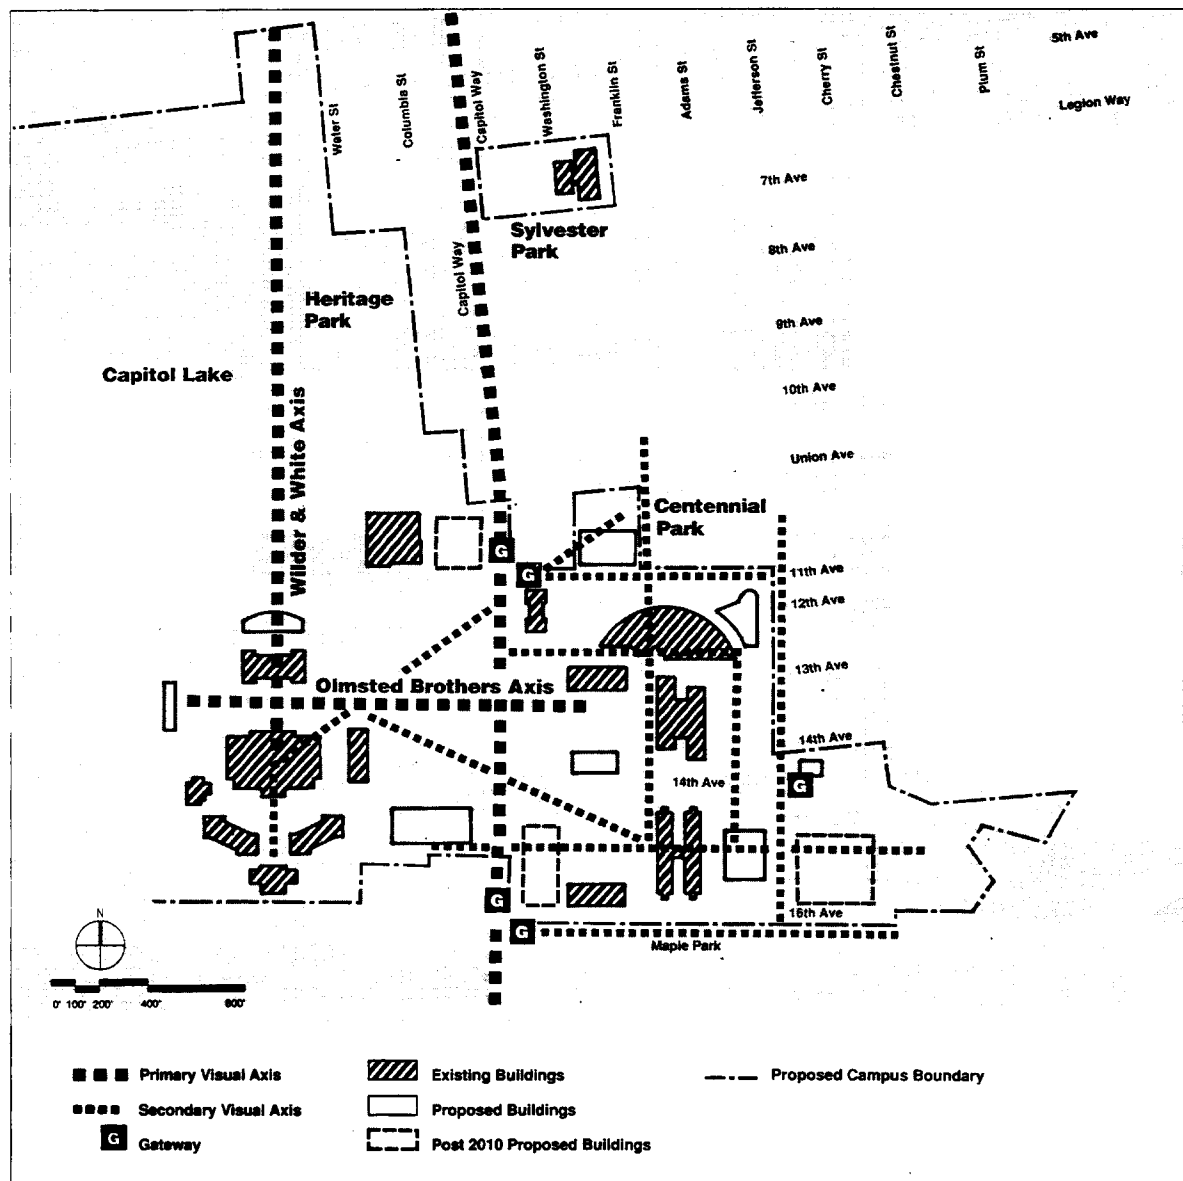 5th Ave
Legion Way
Water St
Columbia St
Capitol Way
Washington St
Franklin St
Adams St
Jefferson St
Cherry St
Chestnut St
Plum St
7th Ave
Sylvester
Park
8th Ave
Capitol Way
Heritage
Park
9th Ave
Capitol Lake
10th Ave
Wilder & White Axis
Union Ave
Centennial
Park
G
G
11th Ave
12th Ave
13th Ave
Olmsted Brothers Axis
14th Ave
14th Ave
G
G
16th Ave
G
Maple Park
N
0' 100' 200' 400' 800'
Primary Visual Axis
Secondary Visual Axis
G Gateway
Existing Buildings
Proposed Buildings
Post 2010 Proposed Buildings
Proposed Campus Boundary